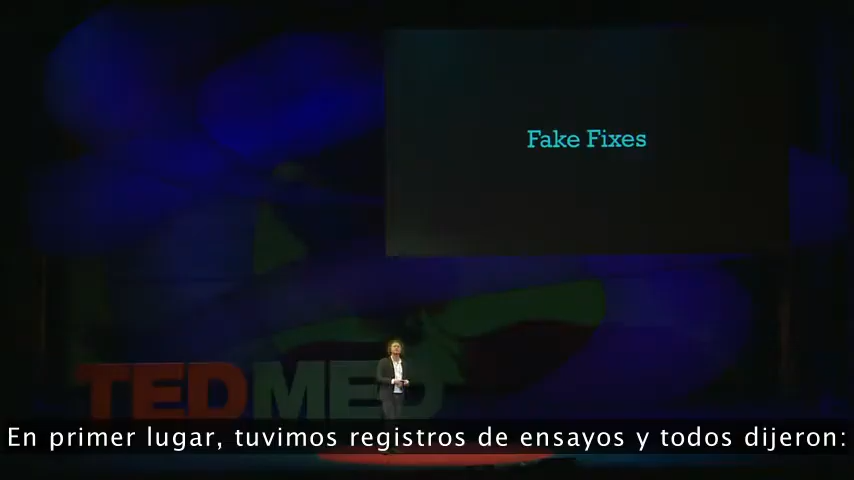 Fake Fixes
TEDMED
En primer lugar, tuvimos registros de ensayos y todos dijeron: